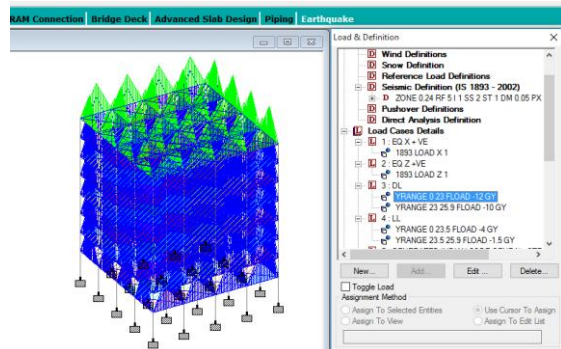 RAM Connection Bridge Deck Advanced Slab Design Piping Earthquake
Load & Definition
Wind Definitions
Snow Definition
Reference Load Definitions
Seismic Definition (IS 1893 - 2002)
ZONE 0.24 RF 5 I 1 SS 2 ST 1 DM 0.05 PX
Pushover Definitions
Direct Analysis Definition
Load Cases Details
1 : EQ X +VE
1893 LOAD X 1
2 : EQ Z +VE
1893 LOAD Z 1
3 : DL
YRANGE 0 23 FLOAD -12 GY
YRANGE 23 25.9 FLOAD -10 GY
4 : LL
YRANGE 0 23.5 FLOAD -4 GY
YRANGE 23.5 25.9 FLOAD -1.5 GY
New... Add... Edit ... Delete...
Toggle Load
Assignment Method
Assign To Selected Entities Use Cursor To Assign
Assign To View Assign To Edit List